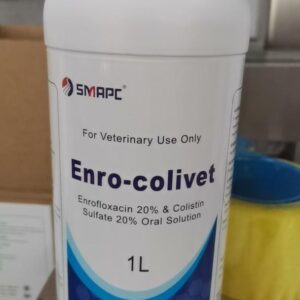 SMAPC®
For Veterinary Use Only
Enro-colivet
Enrofloxacin 20% & Colistin
Sulfate 20% Oral Solution
1L